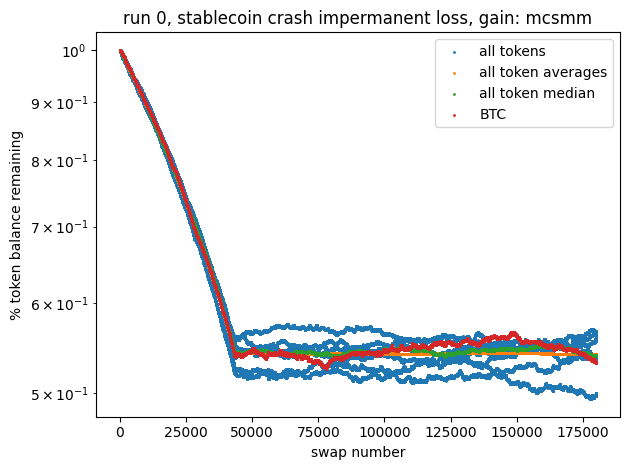 run 0, stablecoin crash impermanent loss, gain: mcsmm
all tokens
all token averages
all token median
BTC
% token balance remaining
10⁰
9 × 10⁻¹
8 × 10⁻¹
7 × 10⁻¹
6 × 10⁻¹
5 × 10⁻¹
0 25000 50000 75000 100000 125000 150000 175000
swap number